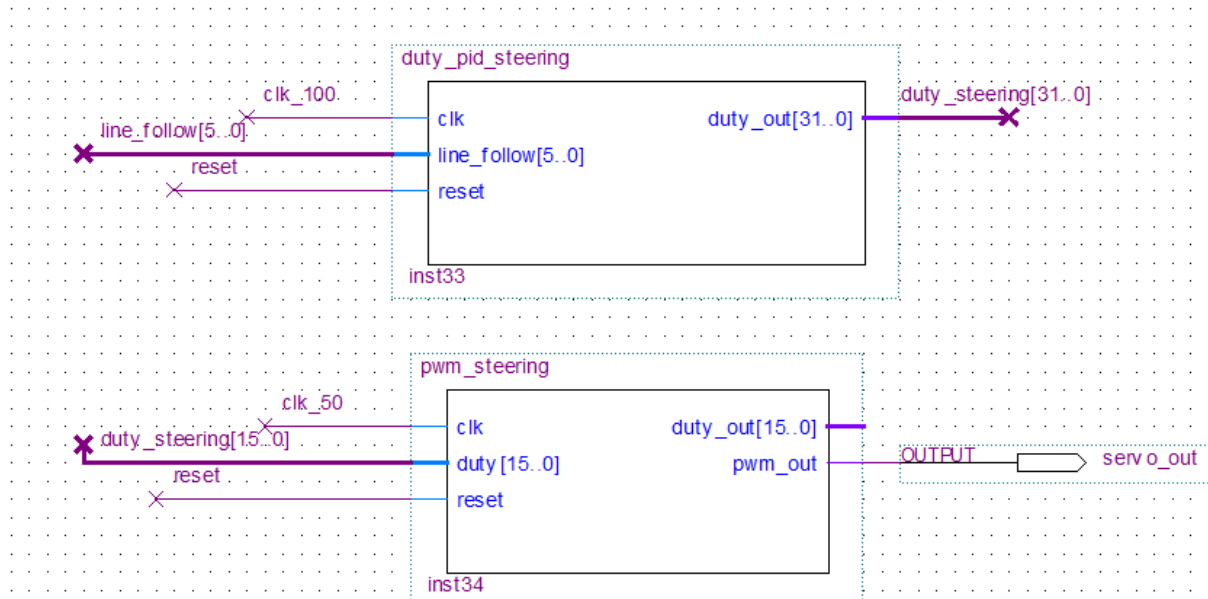 duty_pid_steering
clk_100
clk
duty_out[31..0]
duty_steering[31..0]
line_follow[5..0]
line_follow[5..0]
reset
reset
inst33
pwm_steering
clk_50
clk
duty_out[15..0]
duty_steering[15..0]
duty[15..0]
pwm_out
OUTPUT
servo_out
reset
reset
inst34